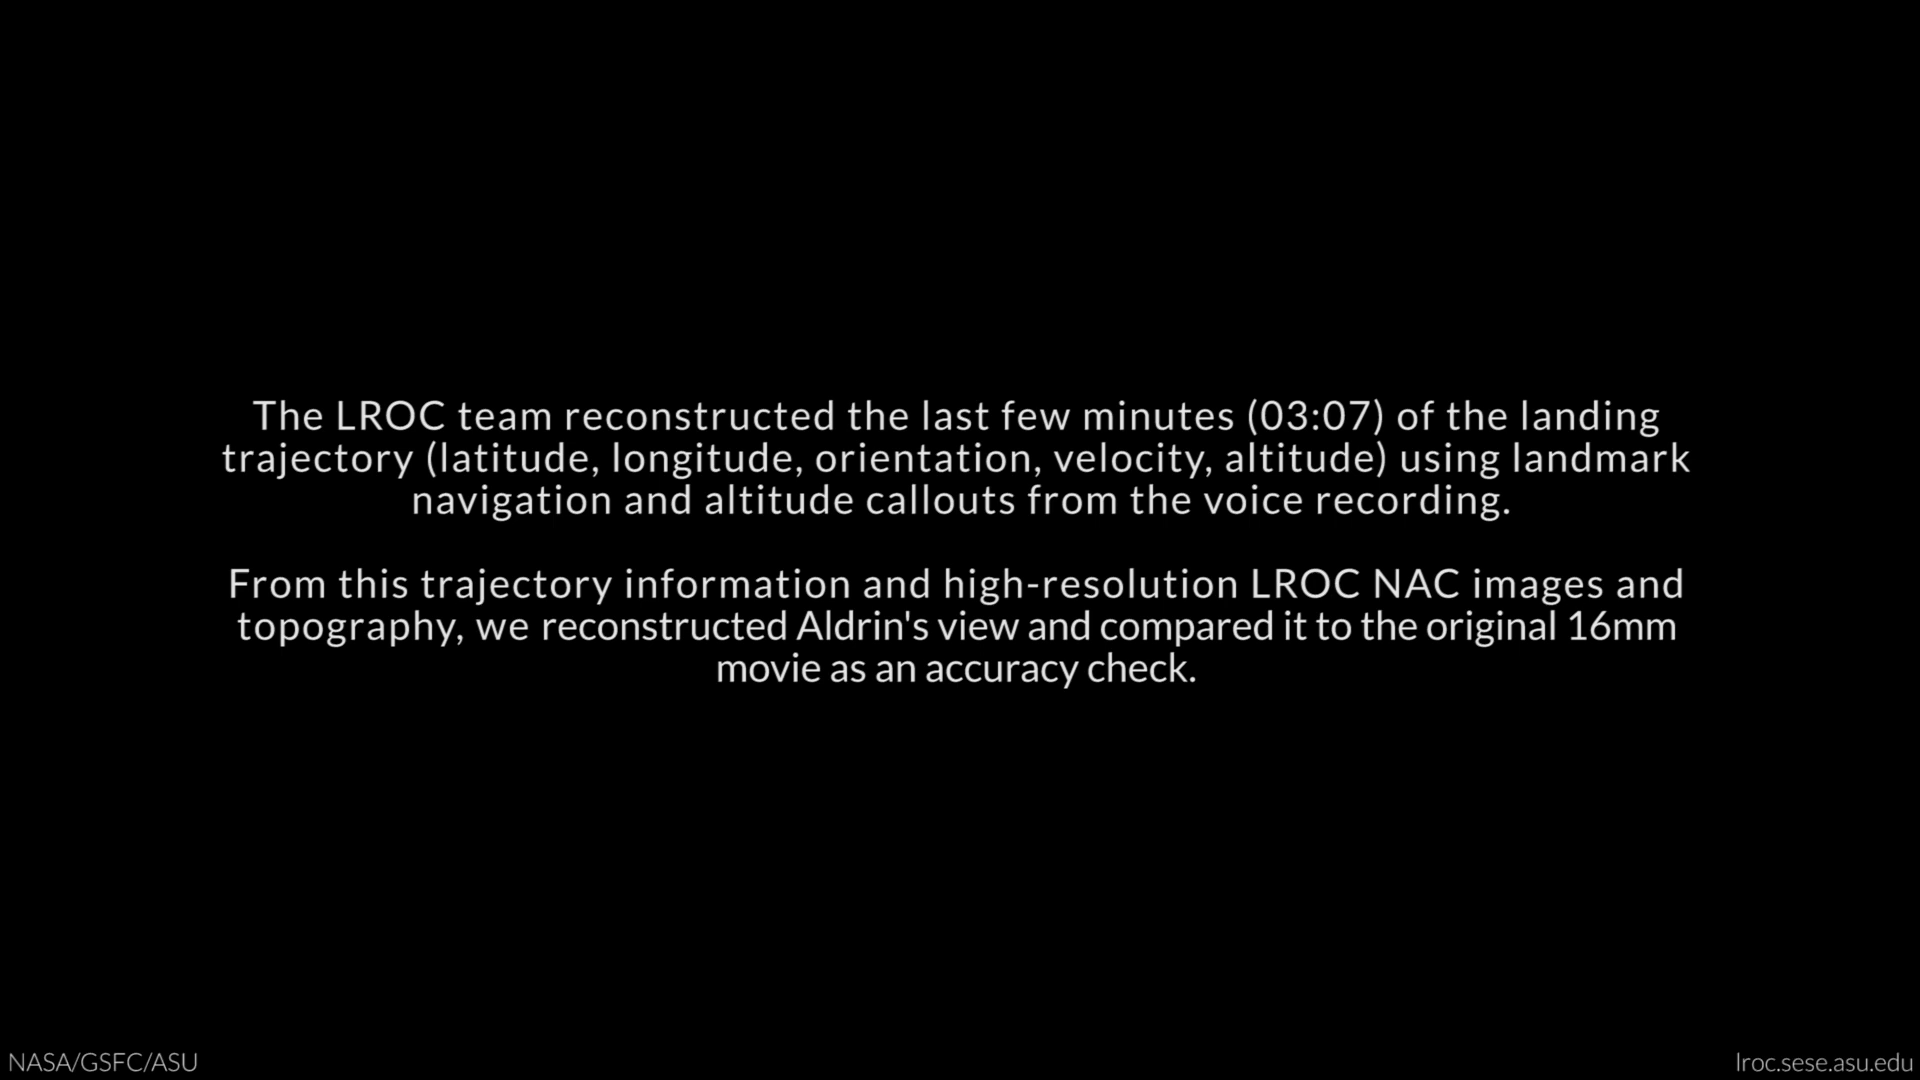 The LROC team reconstructed the last few minutes (03:07) of the landing
trajectory (latitude, longitude, orientation, velocity, altitude) using landmark
navigation and altitude callouts from the voice recording.
From this trajectory information and high-resolution LROC NAC images and
topography, we reconstructed Aldrin's view and compared it to the original 16mm
movie as an accuracy check.
NASA/GSFC/ASU
lroc.sese.asu.edu